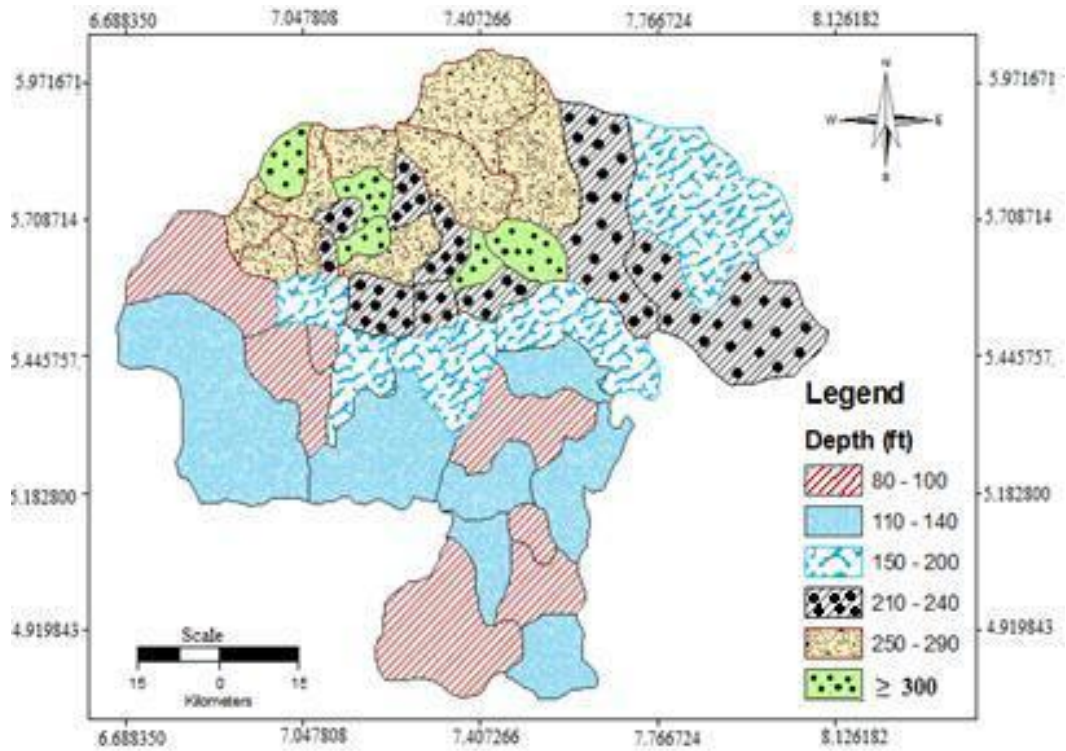 6.688350 7.047808 7.407266 7.766724 8.126182
5.971671 5.971671
N
W E
S
5.708714 5.708714
5.445757 5.445757
Legend
Depth (ft)
80 - 100
5.182800 5.182800
110 - 140
150 - 200
210 - 240
4.919843 4.919843
Scale
250 - 290
15 0 15
Kilometers
≥ 300
6.688350 7.047808 7.407266 7.766724 8.126182